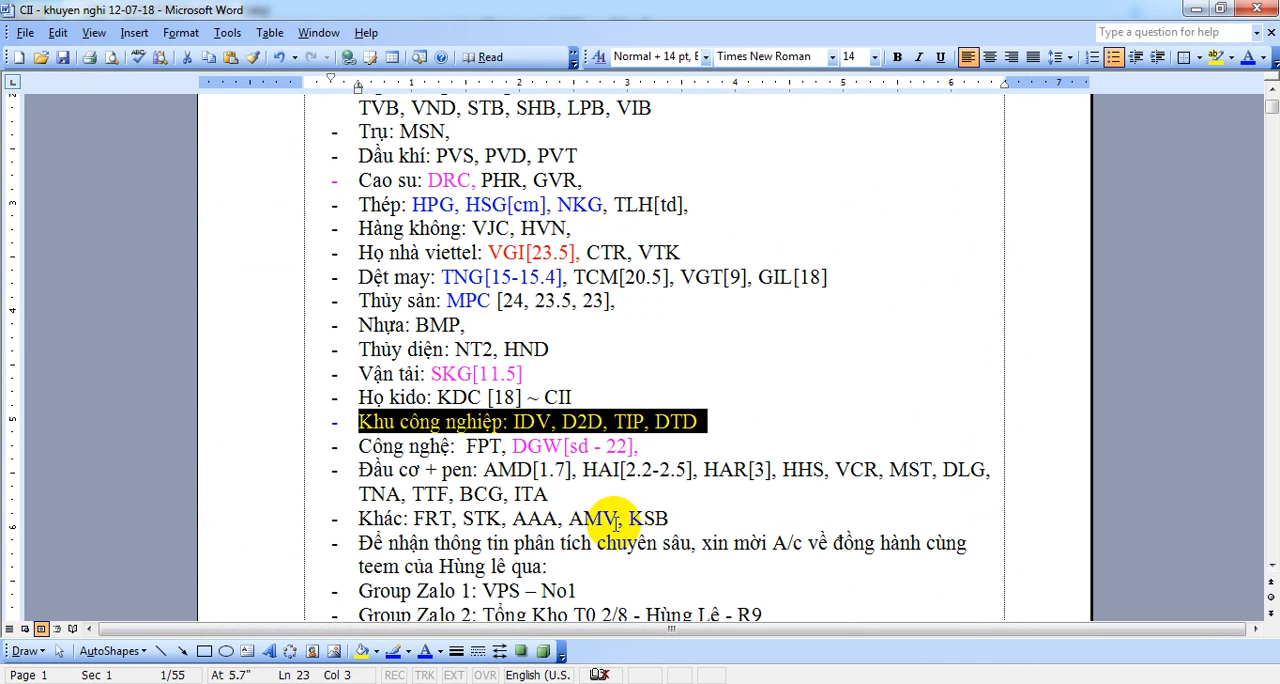 CII - khuyen nghi 12-07-18 - Microsoft Word
File Edit View Insert Format Tools Table Window Help
Type a question for help
Read
Normal + 14 pt, E Times New Roman 14 B I U
2 3 4 5 6 7
TVB, VND, STB, SHB, LPB, VIB
- Trụ: MSN,
- Dầu khí: PVS, PVD, PVT
- Cao su: DRC, PHR, GVR,
- Thép: HPG, HSG[cm], NKG, TLH[td],
- Hàng không: VJC, HVN,
- Họ nhà viettel: VGI[23.5], CTR, VTK
- Dệt may: TNG[15-15.4], TCM[20.5], VGT[9], GIL[18]
- Thủy sản: MPC [24, 23.5, 23],
- Nhựa: BMP,
- Thủy diện: NT2, HND
- Vận tải: SKG[11.5]
- Họ kido: KDC [18] ~ CII
- Khu công nghiệp: IDV, D2D, TIP, DTD
- Công nghệ: FPT, DGW[sd - 22],
- Đầu cơ + pen: AMD[1.7], HAI[2.2-2.5], HAR[3], HHS, VCR, MST, DLG,
TNA, TTF, BCG, ITA
- Khác: FRT, STK, AAA, AMV, KSB
- Để nhận thông tin phân tích chuyên sâu, xin mời A/c về đồng hành cùng
teem của Hùng lê qua:
- Group Zalo 1: VPS – No1
- Group Zalo 2: Tổng Kho T0 2/8 - Hùng Lê - R9
Draw AutoShapes
Page 1 Sec 1 1/55 At 5.7" Ln 23 Col 3 REC TRK EXT OVR English (U.S.